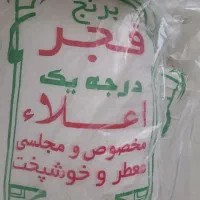 برنج
فجر
درجه یک
اعلاء
مخصوص و مجلسی
معطر و خوشپخت